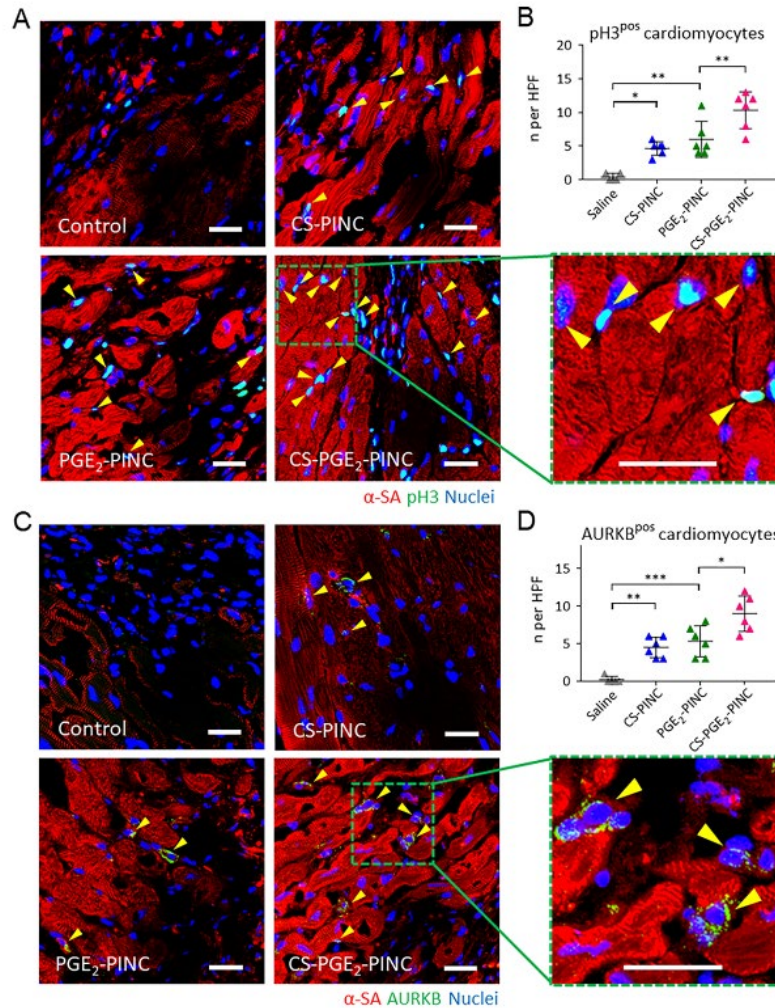 A
Control
CS-PINC
PGE₂-PINC
CS-PGE₂-PINC
α-SA pH3 Nuclei
B
pH3ᵖᵒˢ cardiomyocytes
n per HPF
20
15
10
5
0
**
**
*
Saline
CS-PINC
PGE₂-PINC
CS-PGE₂-PINC
C
Control
CS-PINC
PGE₂-PINC
CS-PGE₂-PINC
α-SA AURKB Nuclei
D
AURKBᵖᵒˢ cardiomyocytes
n per HPF
15
10
5
0
*
***
**
Saline
CS-PINC
PGE₂-PINC
CS-PGE₂-PINC